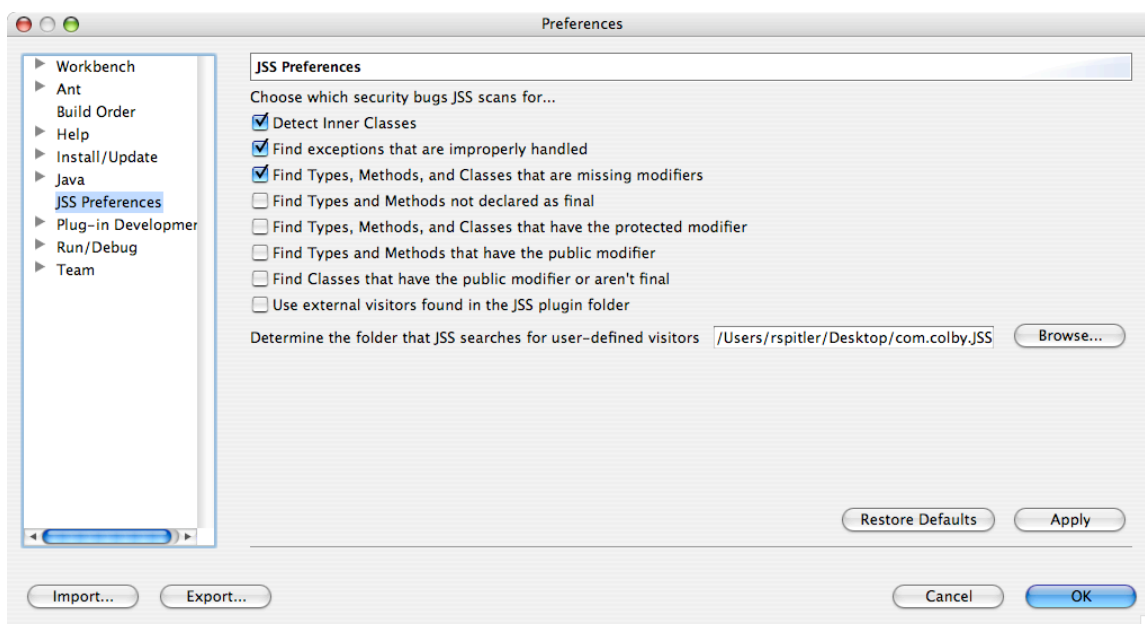 Preferences
Workbench
Ant
Build Order
Help
Install/Update
Java
JSS Preferences
Plug-in Developmer
Run/Debug
Team
JSS Preferences
Choose which security bugs JSS scans for...
Detect Inner Classes
Find exceptions that are improperly handled
Find Types, Methods, and Classes that are missing modifiers
Find Types and Methods not declared as final
Find Types, Methods, and Classes that have the protected modifier
Find Types and Methods that have the public modifier
Find Classes that have the public modifier or aren't final
Use external visitors found in the JSS plugin folder
Determine the folder that JSS searches for user-defined visitors /Users/rspitler/Desktop/com.colby.JSS Browse...
Restore Defaults Apply
Import... Export... Cancel OK